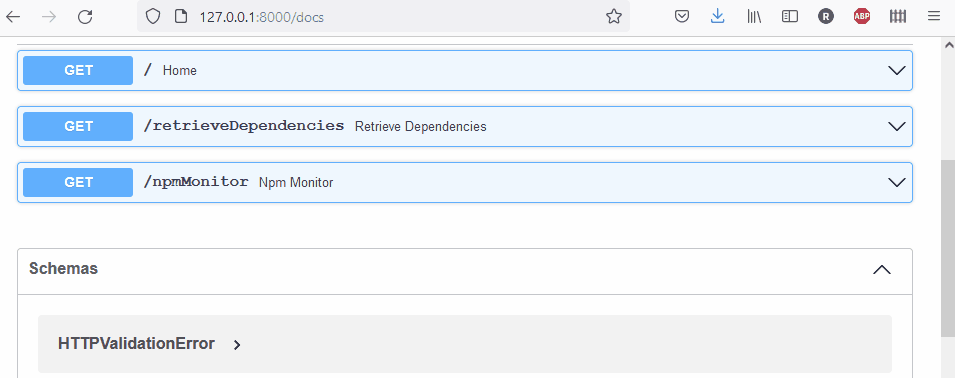 127.0.0.1:8000/docs
R
ABP
GET / Home
GET /retrieveDependencies Retrieve Dependencies
GET /npmMonitor Npm Monitor
Schemas
HTTPValidationError